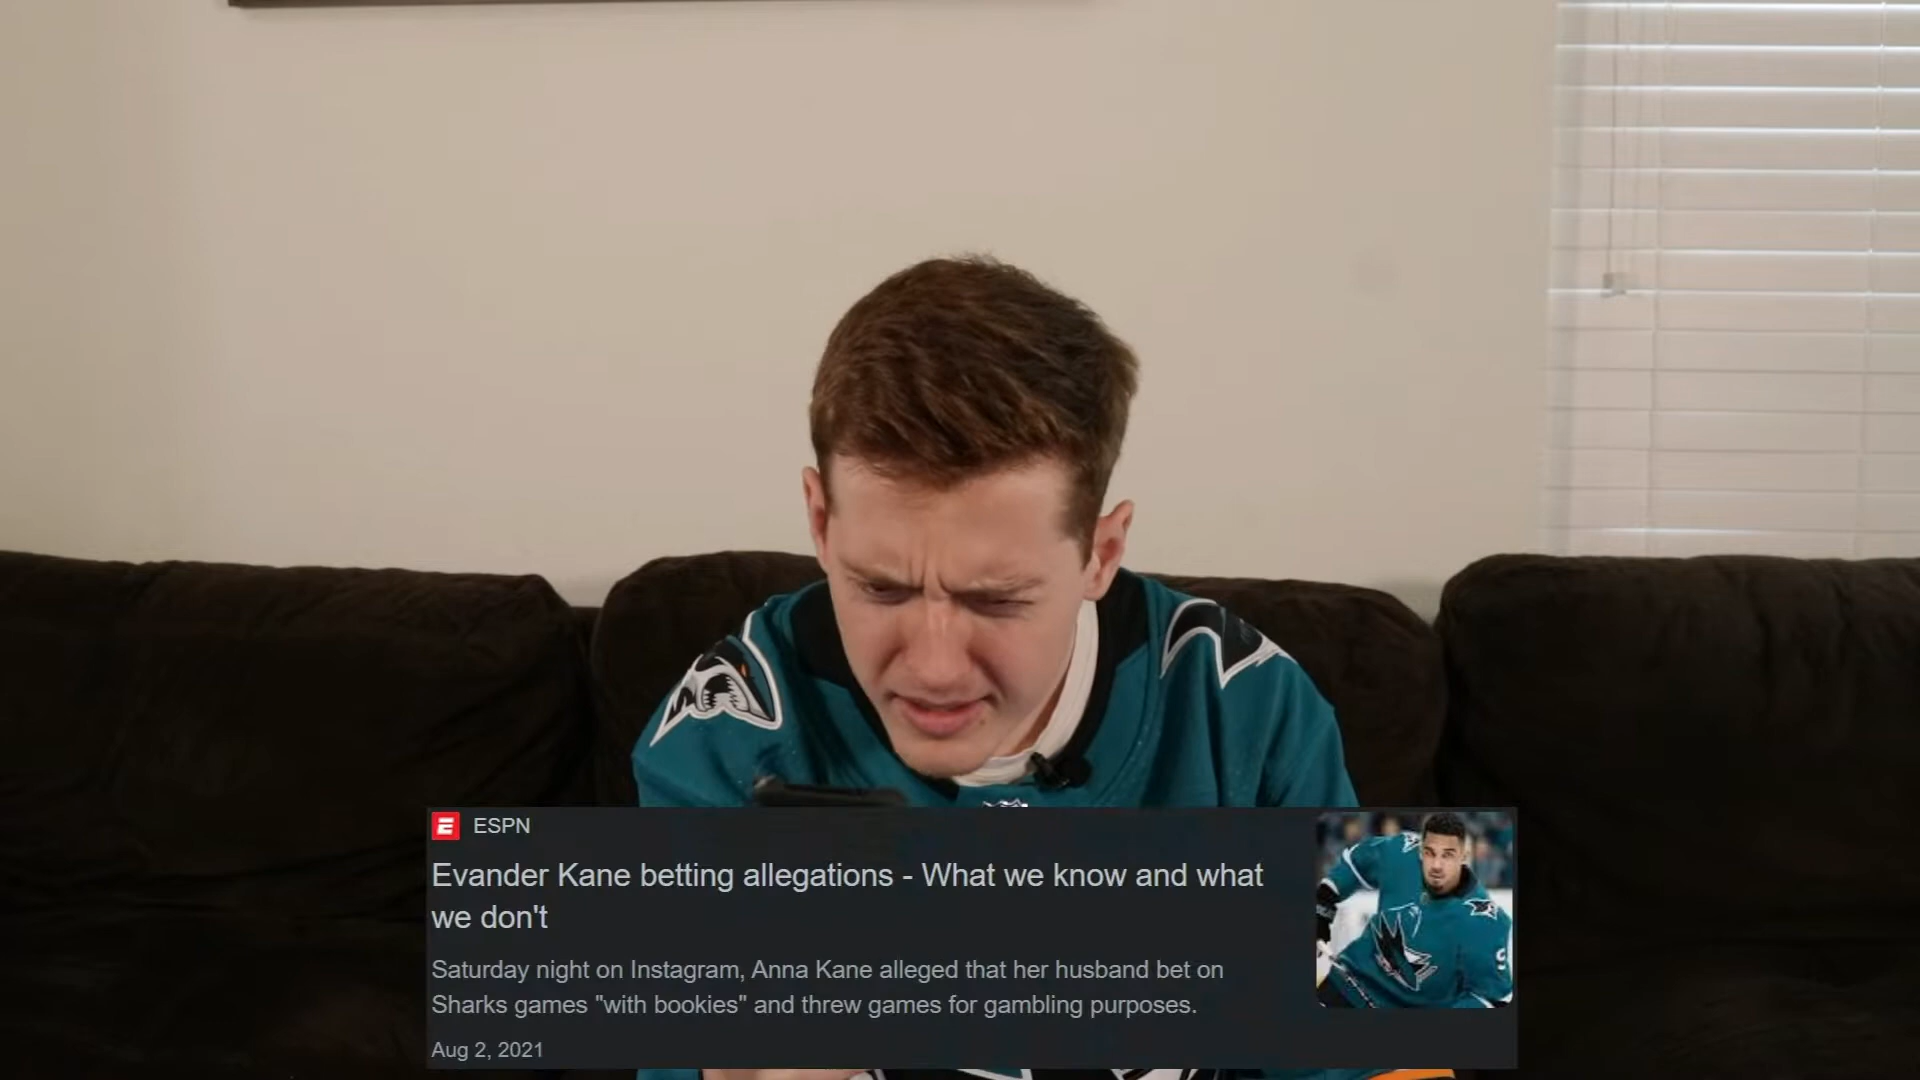 ESPN
Evander Kane betting allegations - What we know and what
we don't
Saturday night on Instagram, Anna Kane alleged that her husband bet on
Sharks games "with bookies" and threw games for gambling purposes.
Aug 2, 2021